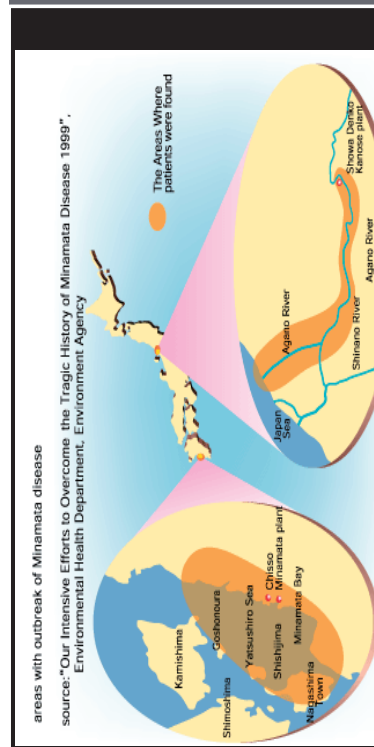 areas with outbreak of Minamata disease
source:"Our Intensive Efforts to Overcome the Tragic History of Minamata Disease 1999",
Environmental Health Department, Environment Agency
The Areas Where
patients were found
Kamishima
Goshonoura
Shimoshima
Yatsushiro Sea
Chisso
Minamata plant
Shishijima
Minamata Bay
Nagashima
Town
Japan
Sea
Agano River
Shinano River
Agano River
Showa Denko
Kanose plant